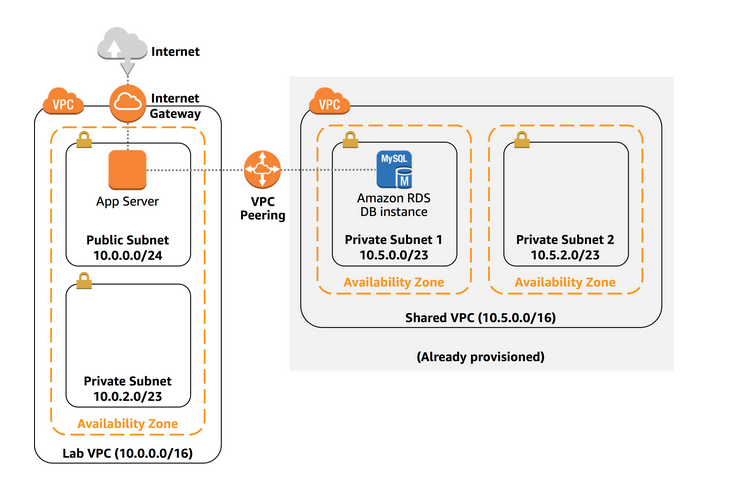 Internet
VPC
Internet
Gateway
App Server
Public Subnet
10.0.0.0/24
Private Subnet
10.0.2.0/23
Availability Zone
Lab VPC (10.0.0.0/16)
VPC
Peering
VPC
MySQL
M
Amazon RDS
DB instance
Private Subnet 1
10.5.0.0/23
Availability Zone
Private Subnet 2
10.5.2.0/23
Availability Zone
Shared VPC (10.5.0.0/16)
(Already provisioned)